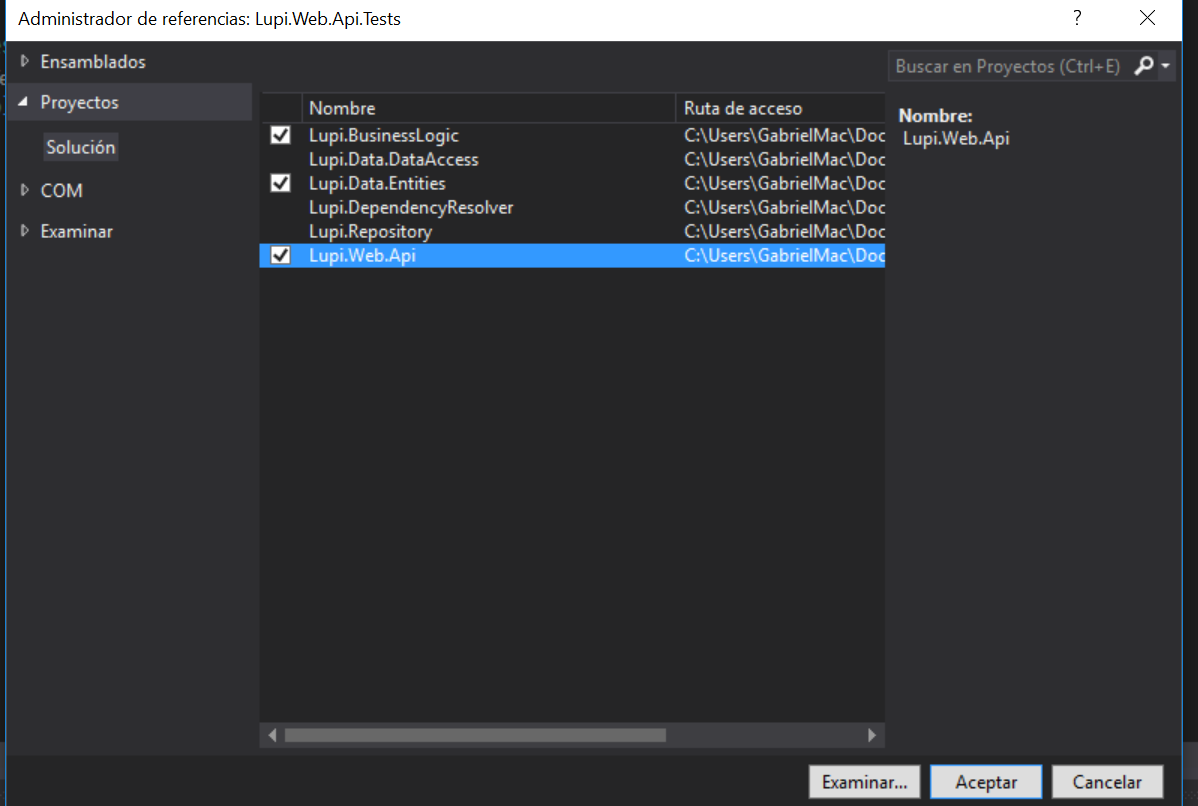 Administrador de referencias: Lupi.Web.Api.Tests
?
Ensamblados
Proyectos
Solución
COM
Examinar
Buscar en Proyectos (Ctrl+E)
Nombre Ruta de acceso
Lupi.BusinessLogic C:\Users\GabrielMac\Doc
Lupi.Data.DataAccess C:\Users\GabrielMac\Doc
Lupi.Data.Entities C:\Users\GabrielMac\Doc
Lupi.DependencyResolver C:\Users\GabrielMac\Doc
Lupi.Repository C:\Users\GabrielMac\Doc
Lupi.Web.Api C:\Users\GabrielMac\Doc
Nombre:
Lupi.Web.Api
Examinar... Aceptar Cancelar